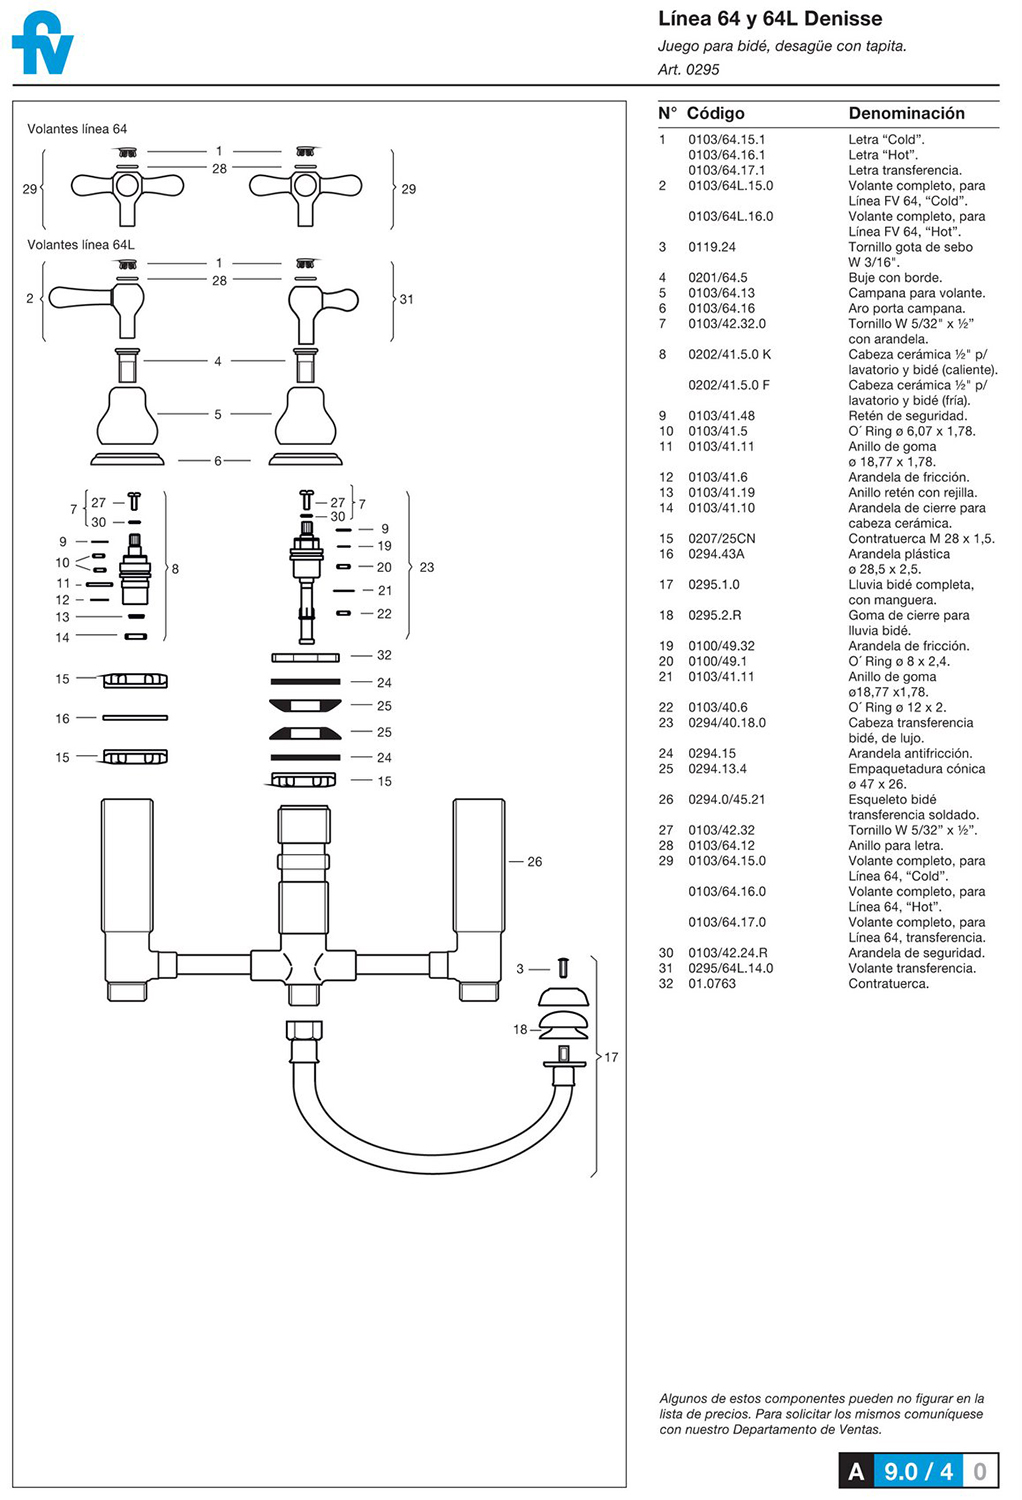 fv
Línea 64 y 64L Denisse
Juego para bidé, desagüe con tapita.
Art. 0295
Volantes línea 64
1
28
29
29
Volantes línea 64L
1
28
2
31
4
5
6
7 27
30
27 7
30
9
10
11
12
13
14
8
9
19
20
21
22
23
32
15
24
25
16
25
15
24
15
26
3
18
17
N° Código Denominación
1 0103/64.15.1 Letra “Cold”.
0103/64.16.1 Letra “Hot”.
0103/64.17.1 Letra transferencia.
2 0103/64L.15.0 Volante completo, para
Línea FV 64, “Cold”.
0103/64L.16.0 Volante completo, para
Línea FV 64, “Hot”.
3 0119.24 Tornillo gota de sebo
W 3/16".
4 0201/64.5 Buje con borde.
5 0103/64.13 Campana para volante.
6 0103/64.16 Aro porta campana.
7 0103/42.32.0 Tornillo W 5/32" x ½”
con arandela.
8 0202/41.5.0 K Cabeza cerámica ½" p/
lavatorio y bidé (caliente).
0202/41.5.0 F Cabeza cerámica ½" p/
lavatorio y bidé (fría).
9 0103/41.48 Retén de seguridad.
10 0103/41.5 O´ Ring ø 6,07 x 1,78.
11 0103/41.11 Anillo de goma
ø 18,77 x 1,78.
12 0103/41.6 Arandela de fricción.
13 0103/41.19 Anillo retén con rejilla.
14 0103/41.10 Arandela de cierre para
cabeza cerámica.
15 0207/25CN Contratuerca M 28 x 1,5.
16 0294.43A Arandela plástica
ø 28,5 x 2,5.
17 0295.1.0 Lluvia bidé completa,
con manguera.
18 0295.2.R Goma de cierre para
lluvia bidé.
19 0100/49.32 Arandela de fricción.
20 0100/49.1 O´ Ring ø 8 x 2,4.
21 0103/41.11 Anillo de goma
ø18,77 x1,78.
22 0103/40.6 O´ Ring ø 12 x 2.
23 0294/40.18.0 Cabeza transferencia
bidé, de lujo.
24 0294.15 Arandela antifricción.
25 0294.13.4 Empaquetadura cónica
ø 47 x 26.
26 0294.0/45.21 Esqueleto bidé
transferencia soldado.
27 0103/42.32 Tornillo W 5/32” x ½”.
28 0103/64.12 Anillo para letra.
29 0103/64.15.0 Volante completo, para
Línea 64, “Cold”.
0103/64.16.0 Volante completo, para
Línea 64, “Hot”.
0103/64.17.0 Volante completo, para
Línea 64, transferencia.
30 0103/42.24.R Arandela de seguridad.
31 0295/64L.14.0 Volante transferencia.
32 01.0763 Contratuerca.
Algunos de estos componentes pueden no figurar en la
lista de precios. Para solicitar los mismos comuníquese
con nuestro Departamento de Ventas.
A 9.0 / 4 0